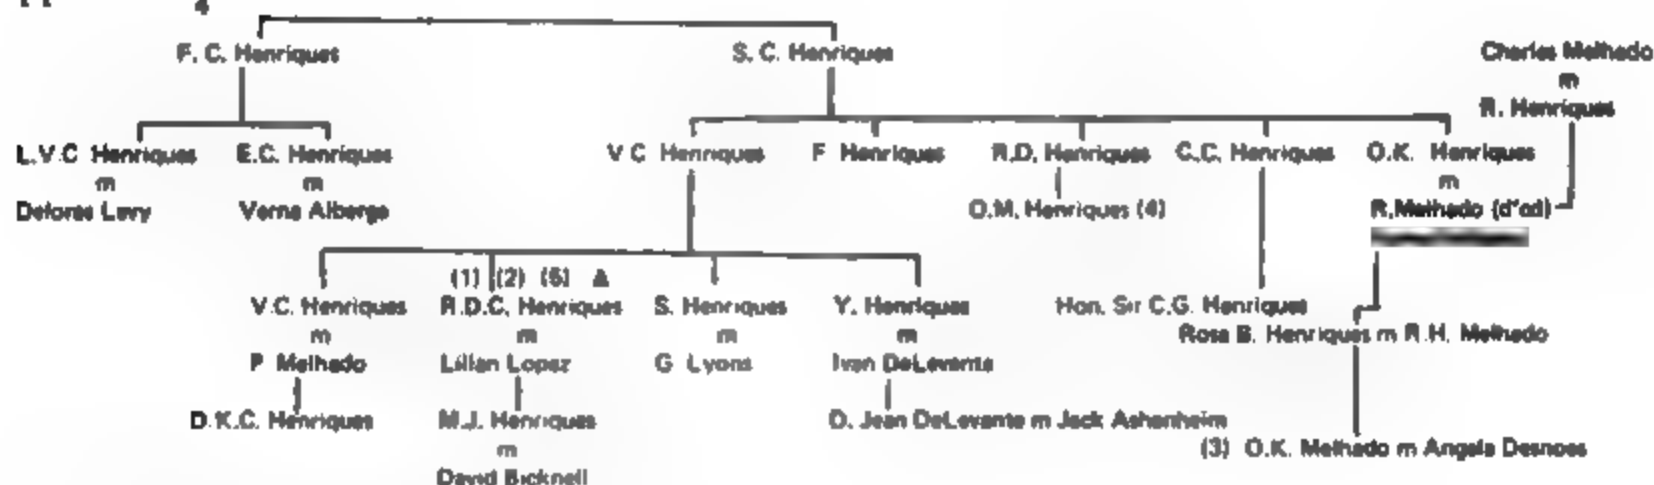 4
F. C. Henriques
S. C. Henriques
Charles Melhado
m
R. Henriques
L.V.C Henriques
E.C. Henriques
V C Henriques
F Henriques
R.D. Henriques
C.C. Henriques
O.K. Henriques
m
m
m
Delores Levy
Verna Alberga
O.M. Henriques (4)
R.Melhado (d'od)
(1) (2) (5) ▲
V.C. Henriques
R.D.C. Henriques
S. Henriques
Y. Henriques
Hon. Sir C.G. Henriques
m
m
m
m
Rosa B. Henriques m R.H. Melhado
P Melhado
Lillian Lopez
G Lyons
Ivan DeLevante
D.K.C. Henriques
M.J. Henriques
D. Jean DeLevante m Jack Ashenheim
m
(3) O.K. Melhado m Angela Desnoes
David Bicknell